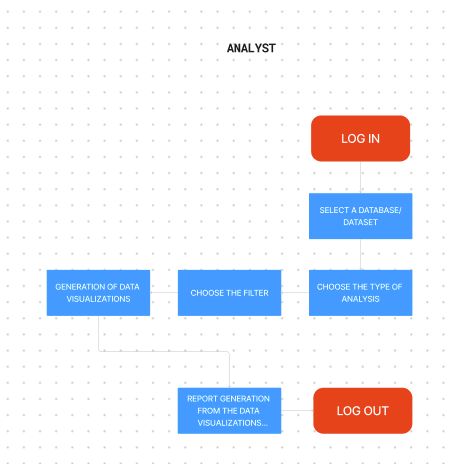 ANALYST
LOG IN
SELECT A DATABASE/
DATASET
CHOOSE THE TYPE OF
ANALYSIS
CHOOSE THE FILTER
GENERATION OF DATA
VISUALIZATIONS
REPORT GENERATION
FROM THE DATA
VISUALIZATIONS...
LOG OUT